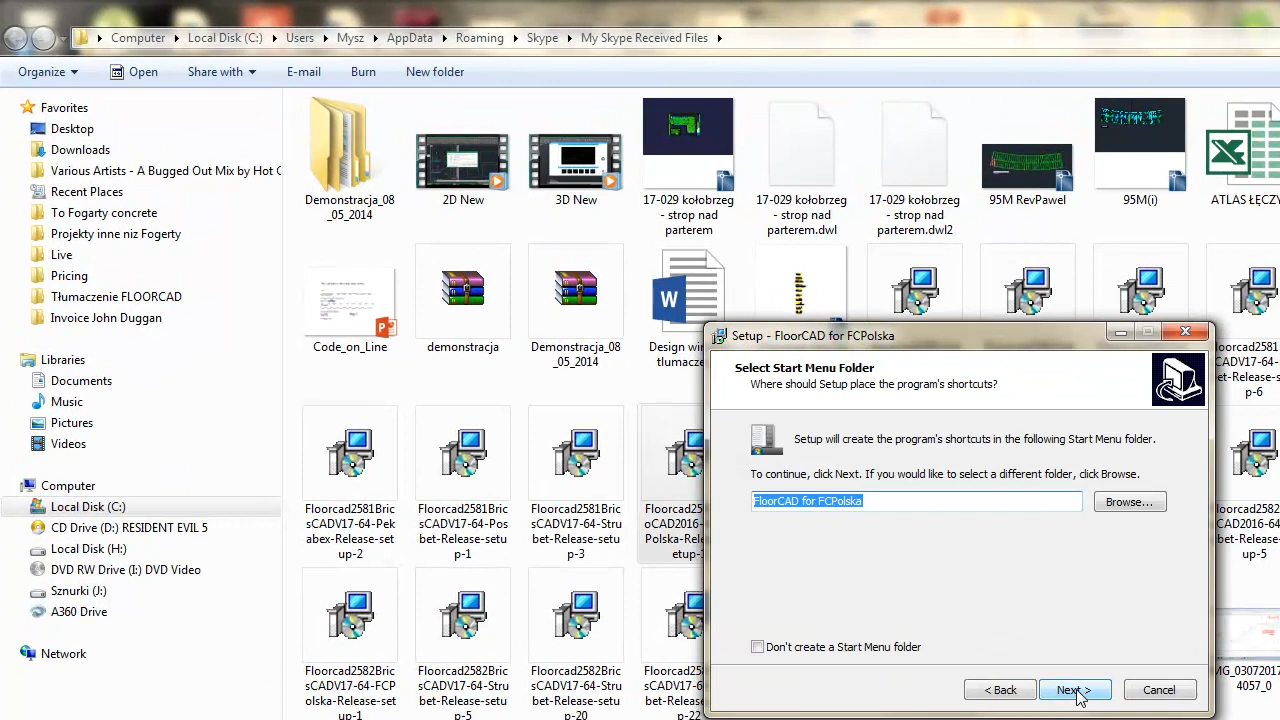 Computer Local Disk (C:) Users Mysz AppData Roaming Skype My Skype Received Files
Organize Open Share with E-mail Burn New folder
Favorites
Desktop
Downloads
Various Artists - A Bugged Out Mix by Hot C
Recent Places
To Fogarty concrete
Projekty inne niz Fogerty
Live
Pricing
Tlumaczenie FLOORCAD
Invoice John Duggan
Libraries
Documents
Music
Pictures
Videos
Computer
Local Disk (C:)
CD Drive (D:) RESIDENT EVIL 5
Local Disk (H:)
DVD RW Drive (I:) DVD Video
Sznurki (J:)
A360 Drive
Network
Demonstracja_08
_05_2014
2D New
3D New
17-029 kołobrzeg
- strop nad
parterem
17-029 kołobrzeg
- strop nad
parterem.dwl
17-029 kołobrzeg
- strop nad
parterem.dwl2
95M RevPawel
95M(i)
ATLAS ŁĘCZY
Code_on_Line
demonstracja
Demonstracja_08
_05_2014
Design wi
tlumacze
Floorcad2581Bric
sCADV17-64-Pek
abex-Release-set
up-2
Floorcad2581Bric
sCADV17-64-Pos
bet-Release-setu
p-1
Floorcad2581Bric
sCADV17-64-Stru
bet-Release-setu
p-3
p-6
up-5
Floorcad2582Bric
sCADV17-64-FCP
olska-Release-set
up-1
Floorcad2582Bric
sCADV17-64-Stru
bet-Release-setu
p-5
Floorcad2582Bric
sCADV17-64-Stru
bet-Release-setu
p-20
4057_0
Setup - FloorCAD for FCPolska
Select Start Menu Folder
Where should Setup place the program's shortcuts?
Setup will create the program's shortcuts in the following Start Menu folder.
To continue, click Next. If you would like to select a different folder, click Browse.
FloorCAD for FCPolska
Browse...
Don't create a Start Menu folder
< Back Next > Cancel